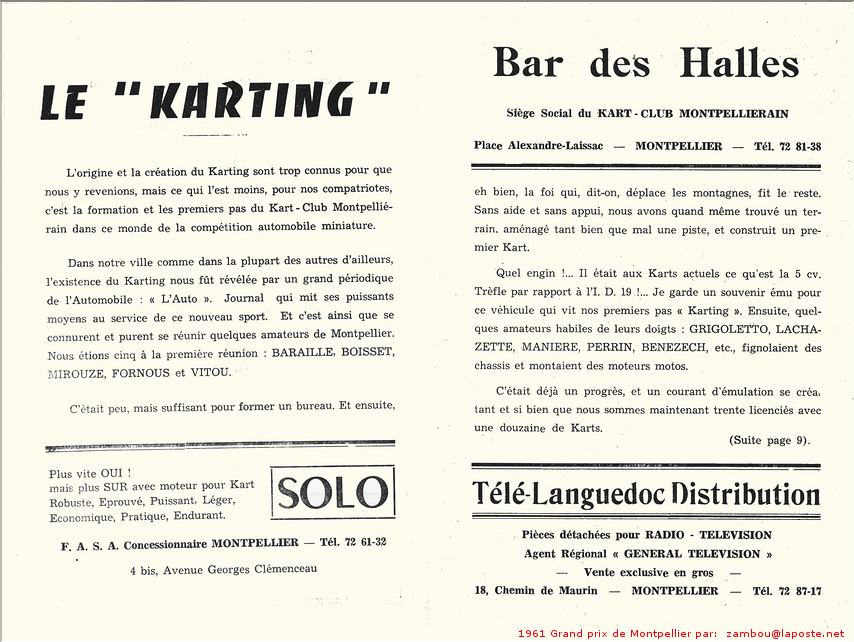 LE "KARTING"
L'origine et la création du Karting sont trop connus pour que
nous y revenions, mais ce qui l'est moins, pour nos compatriotes,
c'est la formation et les premiers pas du Kart-Club Montpellié-
rain dans ce monde de la compétition automobile miniature.
Dans notre ville comme dans la plupart des autres d'ailleurs,
l'existence du Karting nous fût révélée par un grand périodique
de l'Automobile : « L'Auto ». Journal qui mit ses puissants
moyens au service de ce nouveau sport. Et c'est ainsi que se
connurent et purent se réunir quelques amateurs de Montpellier.
Nous étions cinq à la première réunion : BARAILLE, BOISSET,
MIROUZE, FORNOUS et VITOU.
C'était peu, mais suffisant pour former un bureau. Et ensuite,
Plus vite OUI !
mais plus SUR avec moteur pour Kart
Robuste, Eprouvé, Puissant, Léger,
Economique, Pratique, Endurant.
SOLO
F. A. S. A. Concessionnaire MONTPELLIER — Tél. 72 61-32
4 bis, Avenue Georges Clémenceau
Bar des Halles
Siège Social du KART-CLUB MONTPELLIERAIN
Place Alexandre-Laissac — MONTPELLIER — Tél. 72 81-38
eh bien, la foi qui, dit-on, déplace les montagnes, fit le reste.
Sans aide et sans appui, nous avons quand même trouvé un ter-
rain, aménagé tant bien que mal une piste, et construit un pre-
mier Kart.
Quel engin !... Il était aux Karts actuels ce qu'est la 5 cv.
Trèfle par rapport à l'I. D. 19 !... Je garde un souvenir ému pour
ce véhicule qui vit nos premiers pas « Karting ». Ensuite, quel-
ques amateurs habiles de leurs doigts : GRIGOLETTO, LACHA-
ZETTE, MANIERE, PERRIN, BENEZECH, etc., fignolaient des
chassis et montaient des moteurs motos.
C'était déjà un progrès, et un courant d'émulation se créa,
tant et si bien que nous sommes maintenant trente licenciés avec
une douzaine de Karts.
(Suite page 9).
Télé-Languedoc Distribution
Pièces détachées pour RADIO - TELEVISION
Agent Régional « GENERAL TELEVISION »
— Vente exclusive en gros —
18, Chemin de Maurin — MONTPELLIER — Tél. 72 87-17
1961 Grand prix de Montpellier par: zambou@laposte.net